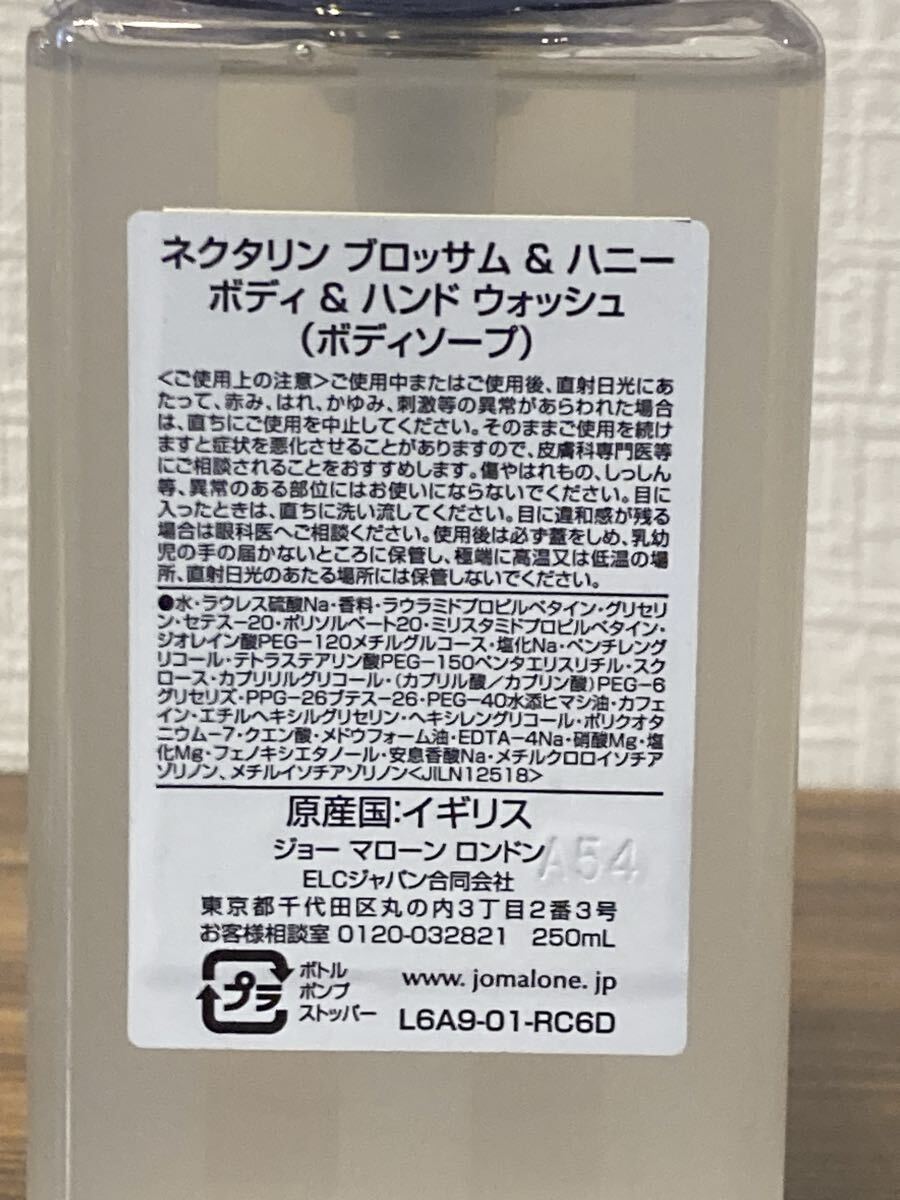 ネクタリン ブロッサム & ハニー
ボディ & ハンド ウォッシュ
(ボディソープ)
<ご使用上の注意>ご使用中またはご使用後、直射日光にあ
たって、赤み、はれ、かゆみ、刺激等の異常があらわれた場合
は、直ちにご使用を中止してください。そのままご使用を続け
ますと症状を悪化させることがありますので、皮膚科専門医等
にご相談されることをおすすめします。傷やはれもの、しっしん
等、異常のある部位にはお使いにならないでください。目に
入ったときは、直ちに洗い流してください。目に違和感が残る
場合は眼科医へご相談ください。使用後は必ず蓋をしめ、乳幼
児の手の届かないところに保管し、極端に高温又は低温の場
所、直射日光のあたる場所には保管しないでください。
●水・ラウレス硫酸Na・香料・ラウラミドプロピルベタイン・グリセリ
ン・セテスー20・ポリソルベート20・ミリスタミドプロピルベタイン・
ジオレイン酸PEG-120メチルグルコース・塩化Na・ペンチレング
リコール・テトラステアリン酸PEG-150ペンタエリスリチル・スク
ロース・カプリリルグリコール・(カプリル酸/カプリン酸)PEG-6
グリセリズ・PPG-26ブテス-26・PEG-40水添ヒマシ油・カフェ
イン・エチルヘキシルグリセリン・ヘキシレングリコール・ポリクオタ
ニウム-7・クエン酸・メドウフォーム油・EDTA-4Na・硝酸Mg・塩
化Mg・フェノキシエタノール・安息香酸Na・メチルクロロイソチア
ゾリノン、メチルイソチアゾリノン<JILN12518>
原産国:イギリス
ジョー マローン ロンドン
A54
ELCジャパン合同会社
東京都千代田区丸の内3丁目2番3号
お客様相談室 0120-032821 250mL
プラ
ボトル
ポンプ
ストッパー
www. jomalone. jp
L6A9-01-RC6D